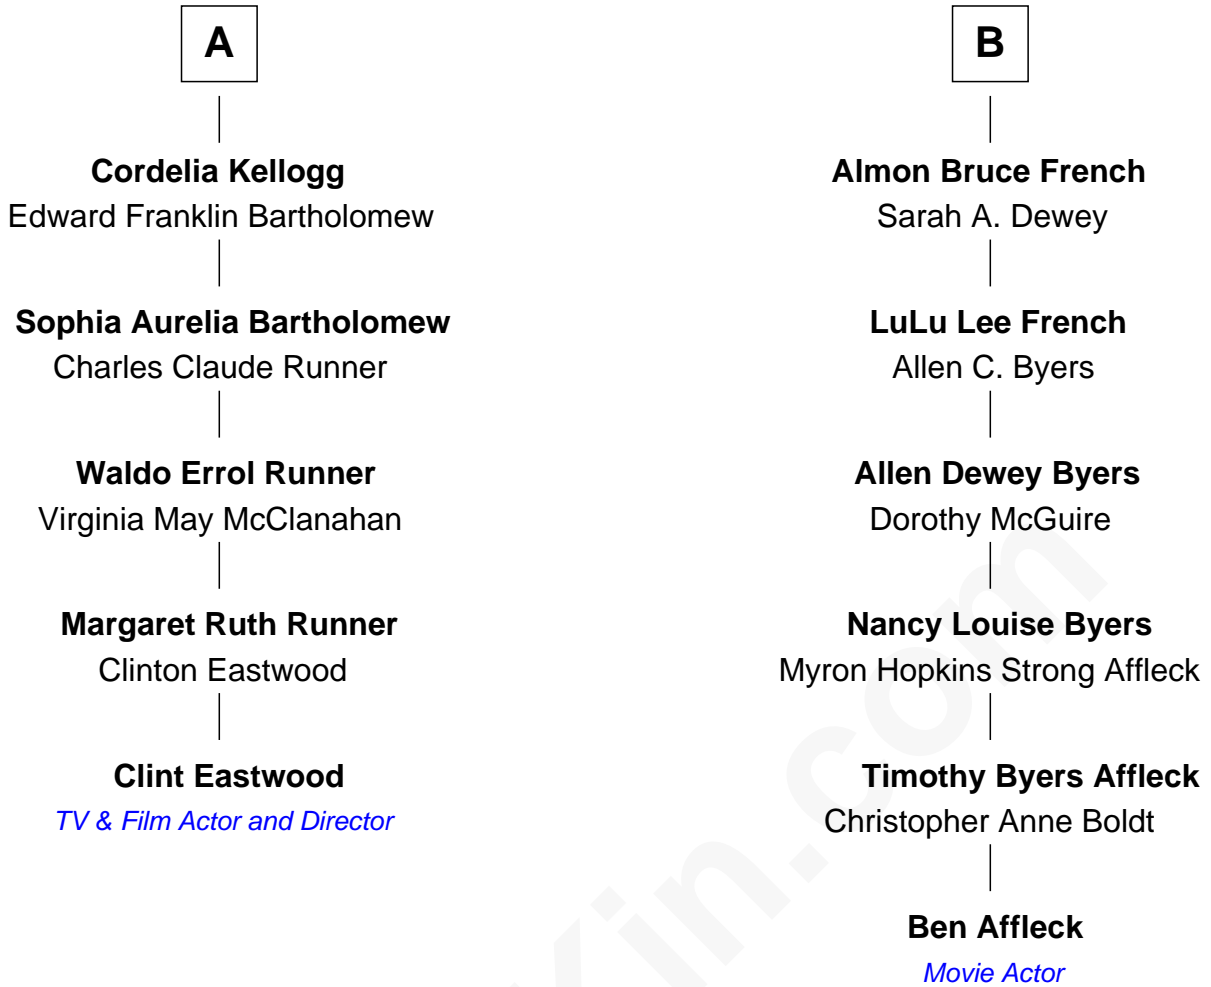 A
Cordelia Kellogg
Edward Franklin Bartholomew
Sophia Aurelia Bartholomew
Charles Claude Runner
Waldo Errol Runner
Virginia May McClanahan
Margaret Ruth Runner
Clinton Eastwood
Clint Eastwood
TV & Film Actor and Director
B
Almon Bruce French
Sarah A. Dewey
LuLu Lee French
Allen C. Byers
Allen Dewey Byers
Dorothy McGuire
Nancy Louise Byers
Myron Hopkins Strong Affleck
Timothy Byers Affleck
Christopher Anne Boldt
Ben Affleck
Movie Actor
Kin.com